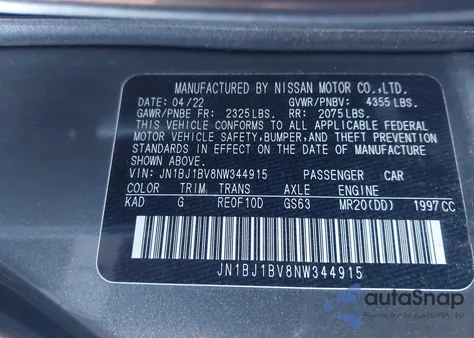 MANUFACTURED BY NISSAN MOTOR CO.,LTD.
DATE: 04/22 GVWR/PNBV: 4355 LBS.
GAWR/PNBE FR: 2325 LBS. RR: 2075 LBS.
THIS VEHICLE CONFORMS TO ALL APPLICABLE FEDERAL
MOTOR VEHICLE SAFETY, BUMPER, AND THEFT PREVENTION
STANDARDS IN EFFECT ON THE DATE OF MANUFACTURE
SHOWN ABOVE.
VIN: JN1BJ1BV8NW344915 PASSENGER CAR
COLOR TRIM TRANS AXLE ENGINE
KAD G RE0F10D GS63 MR20(DD) 1997 CC
JN1BJ1BV8NW344915
autoSnap